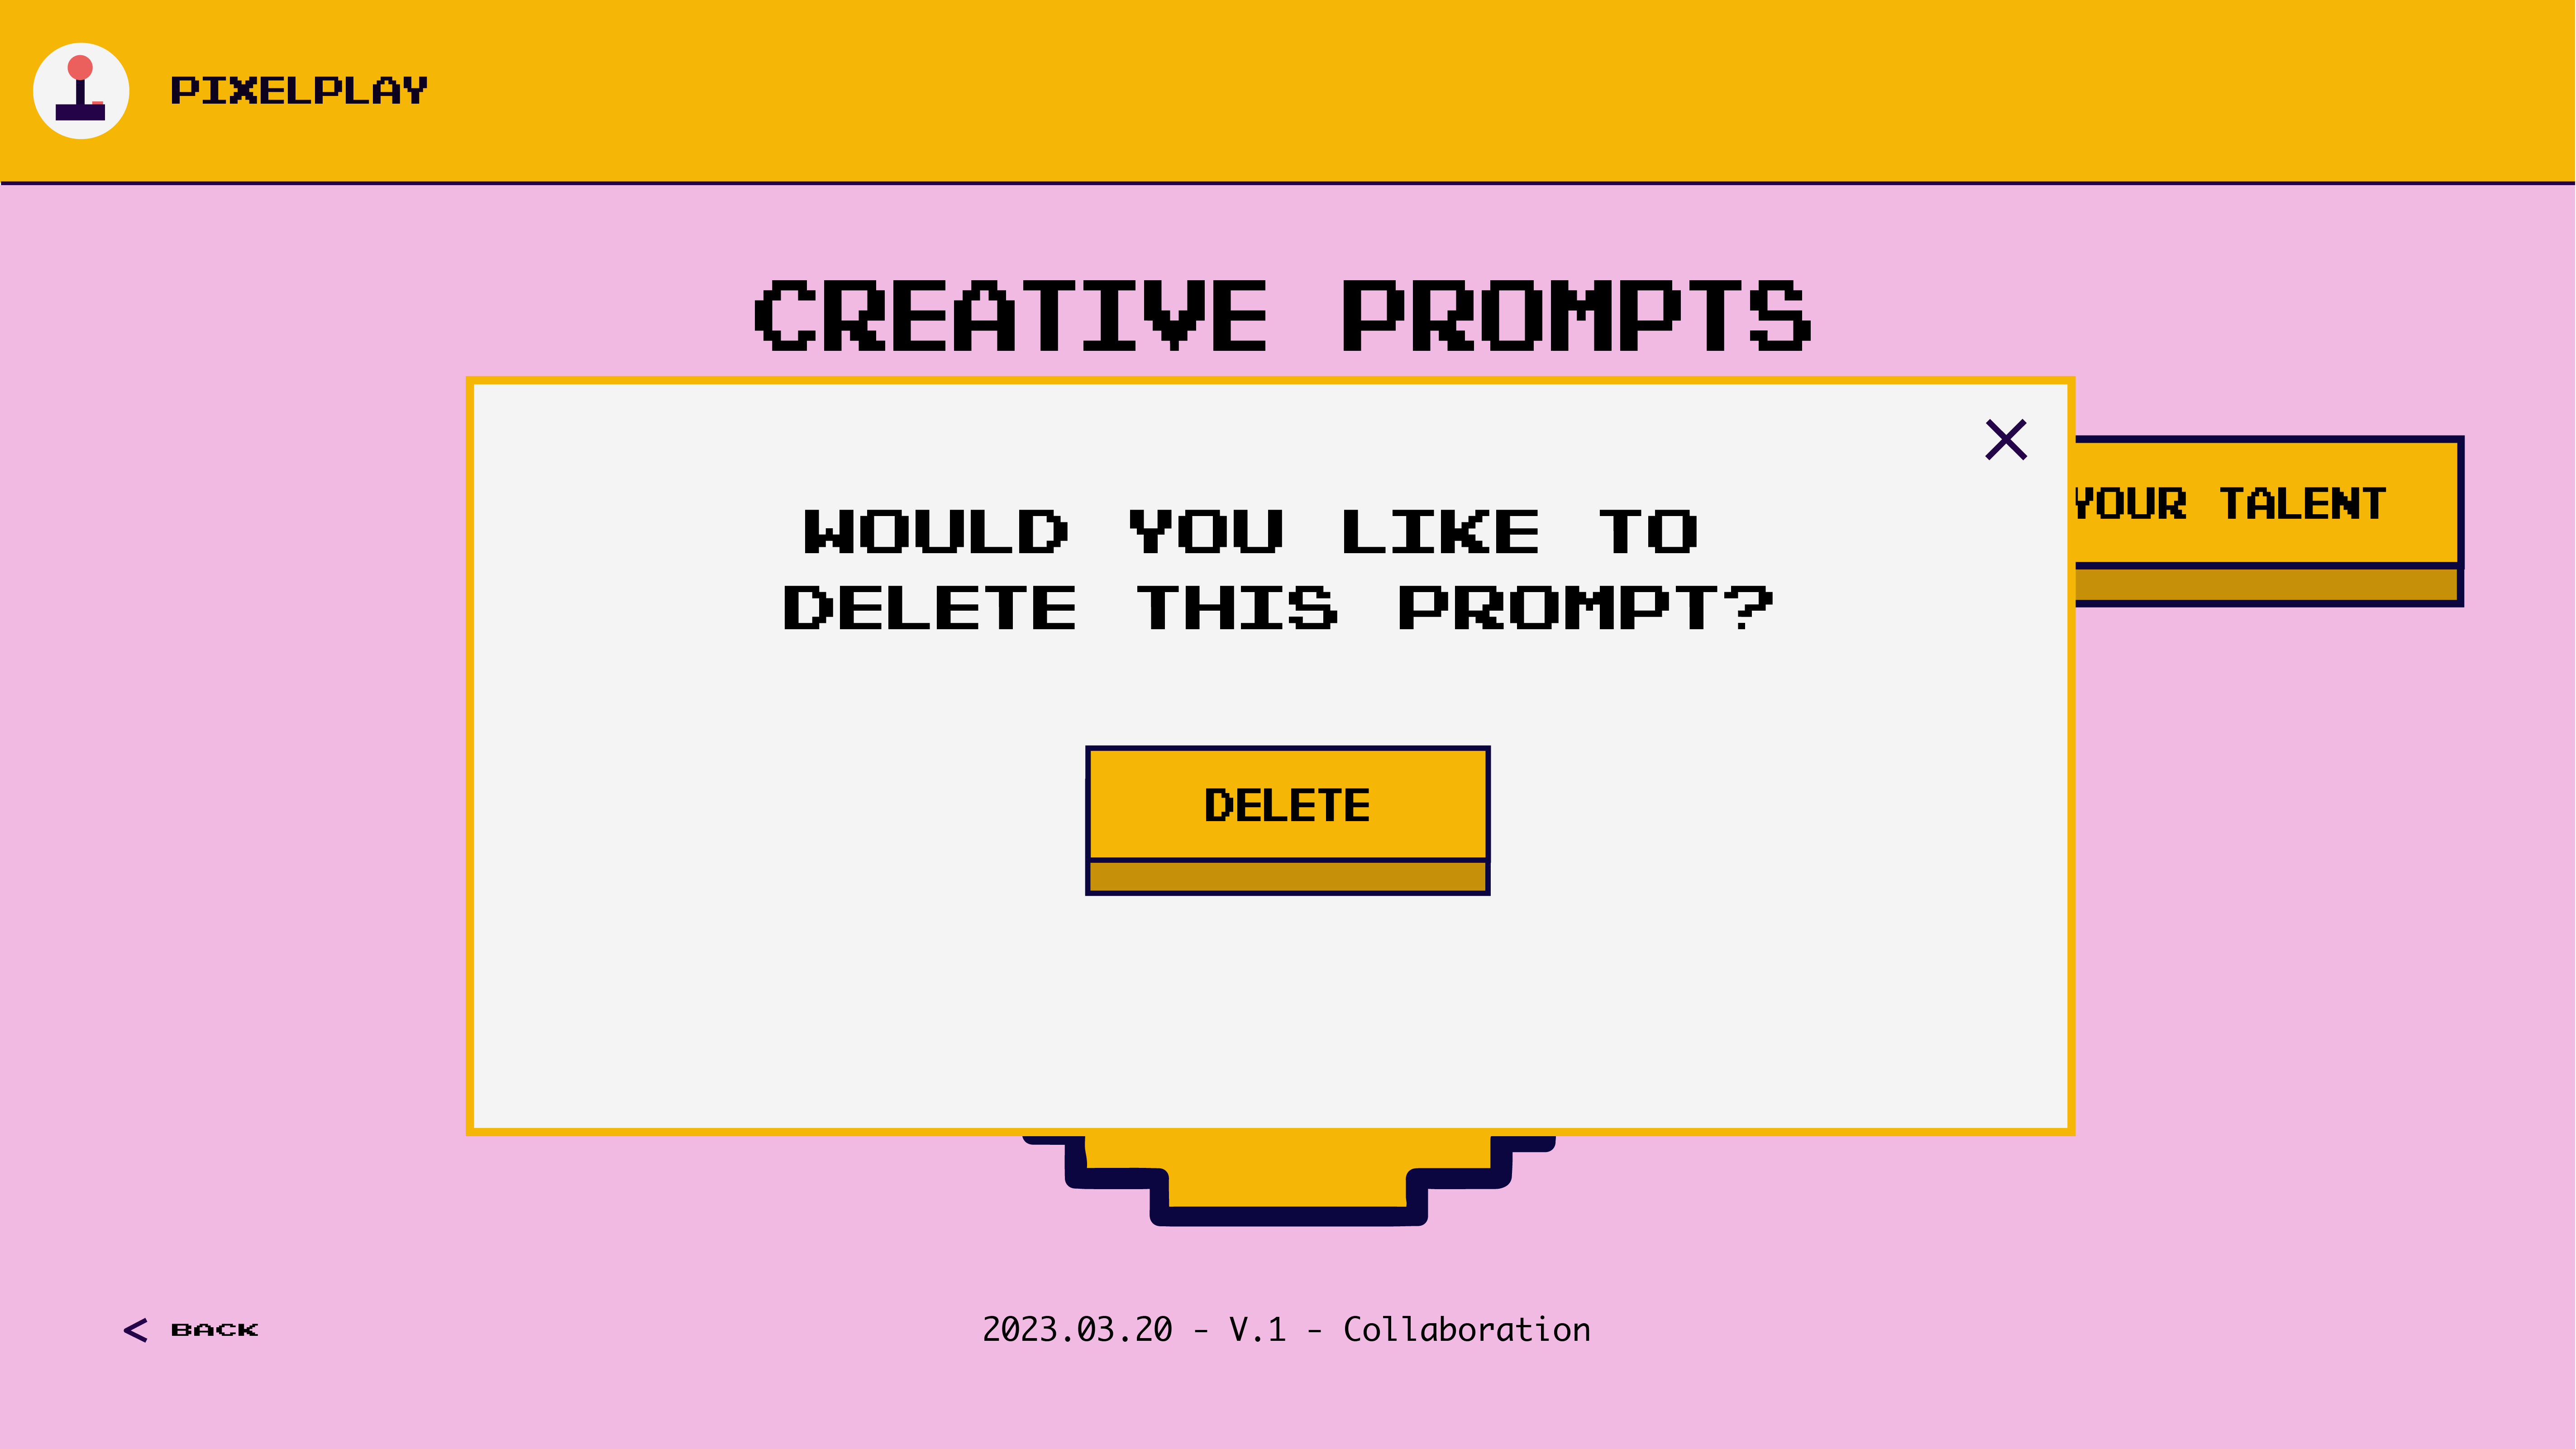 PIXELPLAY
CREATIVE PROMPTS
WOULD YOU LIKE TO
DELETE THIS PROMPT?
YOUR TALENT
DELETE
< BACK
2023.03.20 - V.1 - Collaboration